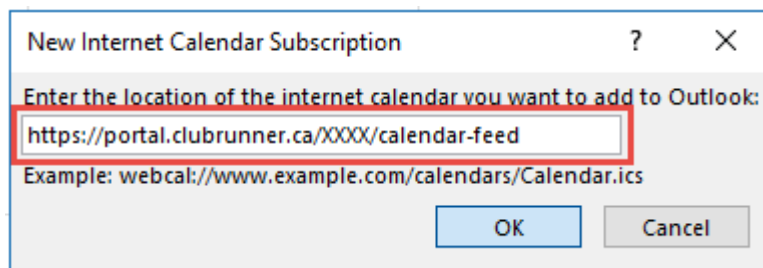 New Internet Calendar Subscription ? ×
Enter the location of the internet calendar you want to add to Outlook:
https://portal.clubrunner.ca/XXXX/calendar-feed
Example: webcal://www.example.com/calendars/Calendar.ics
OK Cancel